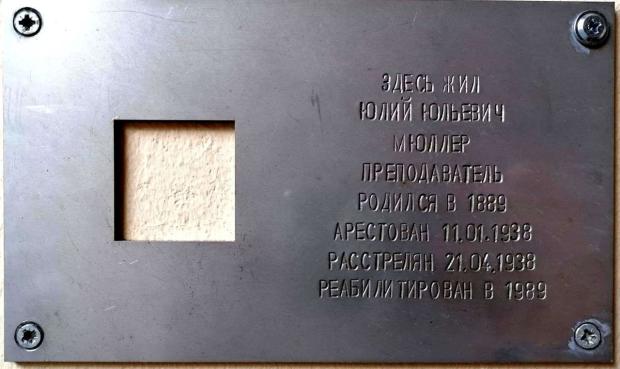 ЗДЕСЬ ЖИЛ
ЮЛИЙ ЮЛЬЕВИЧ
МЮЛЛЕР
ПРЕПОДАВАТЕЛЬ
РОДИЛСЯ В 1889
АРЕСТОВАН 11.01.1938
РАССТРЕЛЯН 21.04.1938
РЕАБИЛИТИРОВАН В 1989